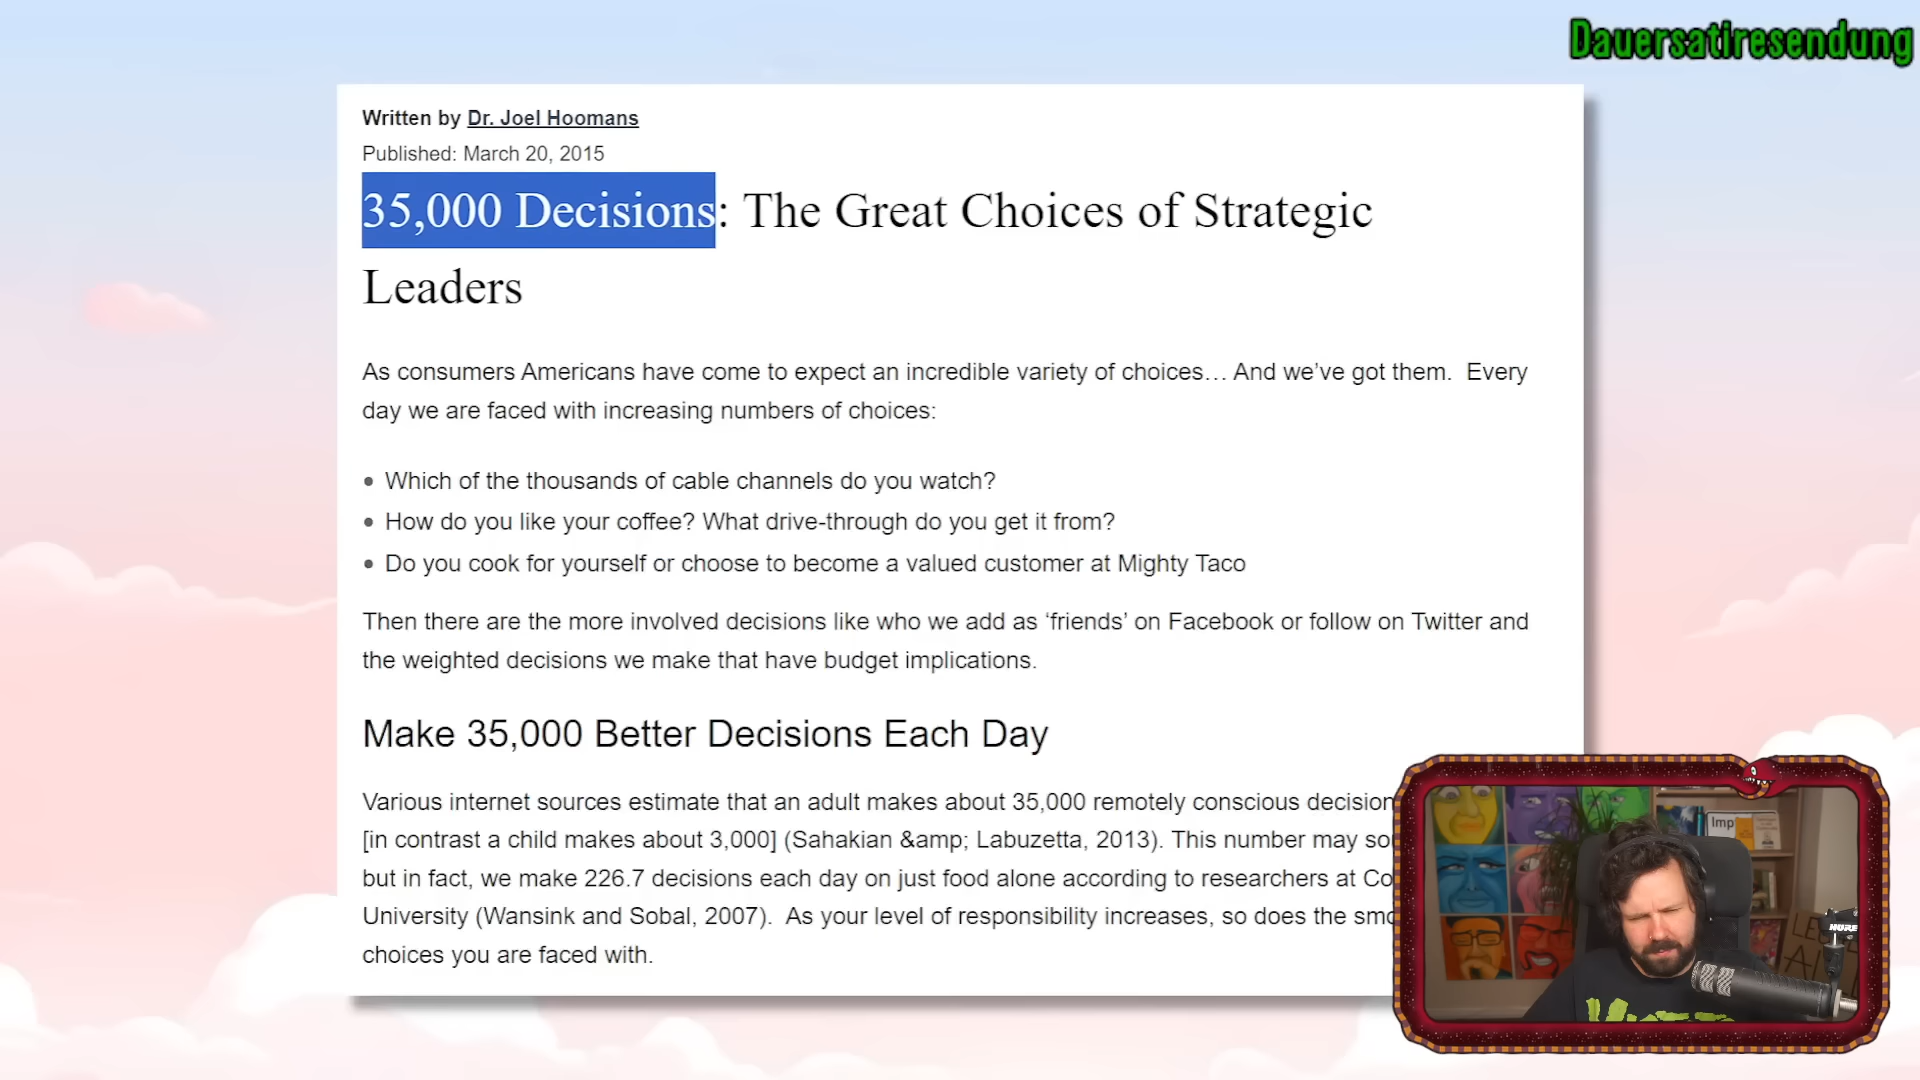 Dauersatiresendung
Written by Dr. Joel Hoomans
Published: March 20, 2015
35,000 Decisions: The Great Choices of Strategic
Leaders
As consumers Americans have come to expect an incredible variety of choices… And we’ve got them.  Every
day we are faced with increasing numbers of choices:
• Which of the thousands of cable channels do you watch?
• How do you like your coffee? What drive-through do you get it from?
• Do you cook for yourself or choose to become a valued customer at Mighty Taco
Then there are the more involved decisions like who we add as ‘friends’ on Facebook or follow on Twitter and
the weighted decisions we make that have budget implications.
Make 35,000 Better Decisions Each Day
Various internet sources estimate that an adult makes about 35,000 remotely conscious decision
[in contrast a child makes about 3,000] (Sahakian &amp; Labuzetta, 2013). This number may so
but in fact, we make 226.7 decisions each day on just food alone according to researchers at Co
University (Wansink and Sobal, 2007).  As your level of responsibility increases, so does the smo
choices you are faced with.
Imp